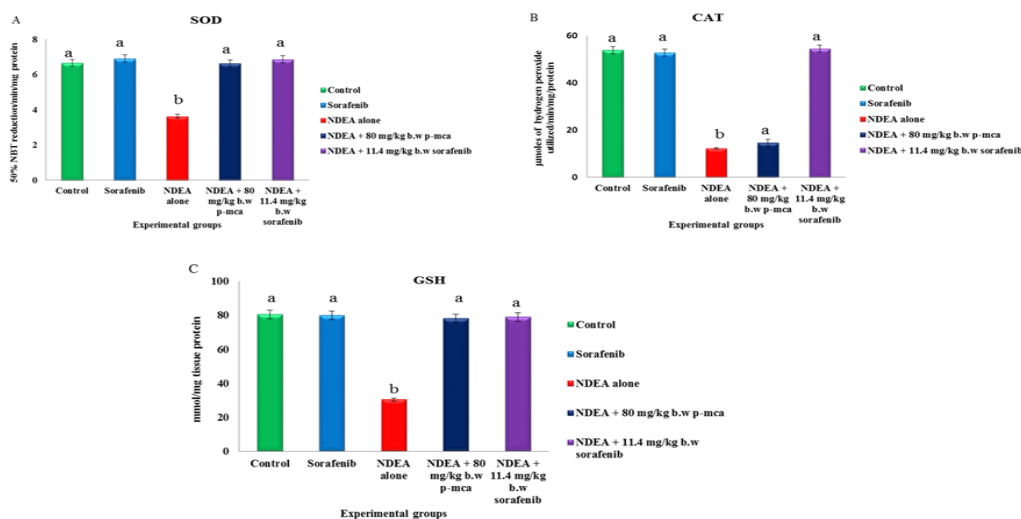 A
SOD
50% NBT reduction/min/mg protein
8
6
4
2
0
a
a
b
a
a
Control
Sorafenib
NDEA
alone
NDEA + 80
mg/kg b.w
p-mca
NDEA +
11.4 mg/kg
b.w
sorafenib
Experimental groups
Control
Sorafenib
NDEA alone
NDEA + 80 mg/kg b.w p-mca
NDEA + 11.4 mg/kg b.w sorafenib
B
CAT
µmoles of hydrogen peroxide
utilized/min/mg/protein
60
40
20
0
a
a
b
a
a
Control
Sorafenib
NDEA
alone
NDEA + 80
mg/kg
b.w p-mca
NDEA +
11.4 mg/kg
b.w
sorafenib
Experimental groups
Control
Sorafenib
NDEA alone
NDEA + 80 mg/kg b.w p-mca
NDEA + 11.4 mg/kg b.w sorafenib
C
GSH
mmol/mg tissue protein
100
80
60
40
20
0
a
a
b
a
a
Control
Sorafenib
NDEA
alone
NDEA + 80
mg/kg b.w
p-mca
NDEA +
11.4 mg/kg
b.w
sorafenib
Experimental groups
Control
Sorafenib
NDEA alone
NDEA + 80 mg/kg b.w p-mca
NDEA + 11.4 mg/kg b.w
sorafenib